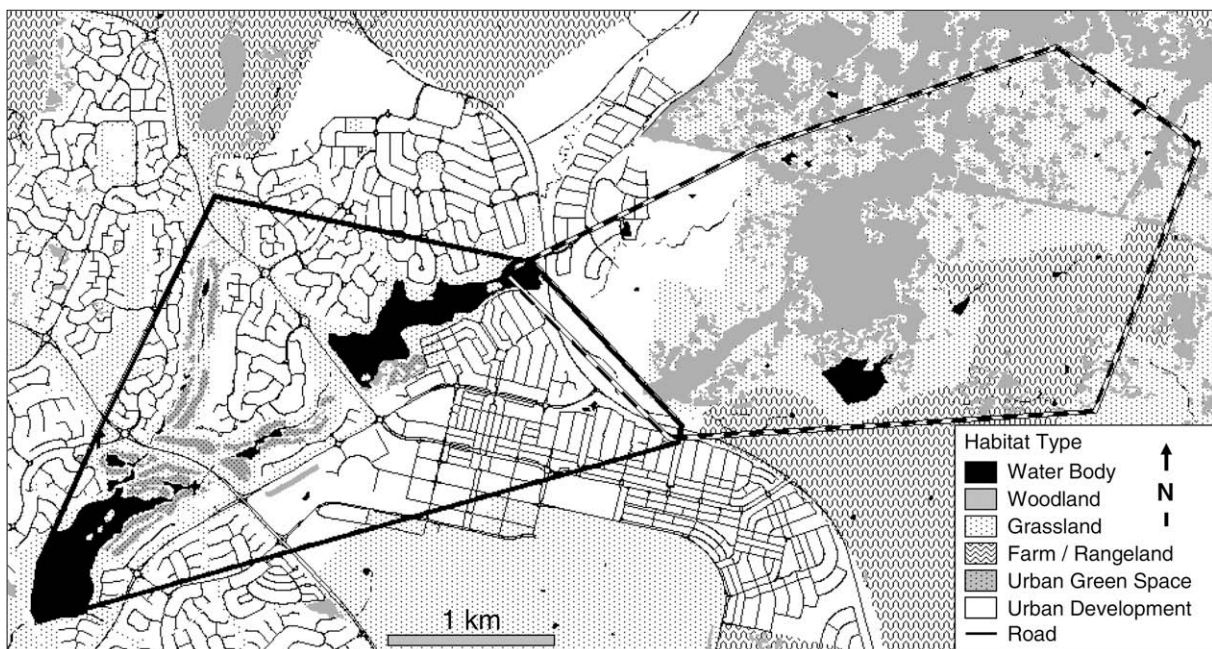 Habitat Type
Water Body
Woodland
Grassland
Farm / Rangeland
Urban Green Space
Urban Development
Road
N
1 km